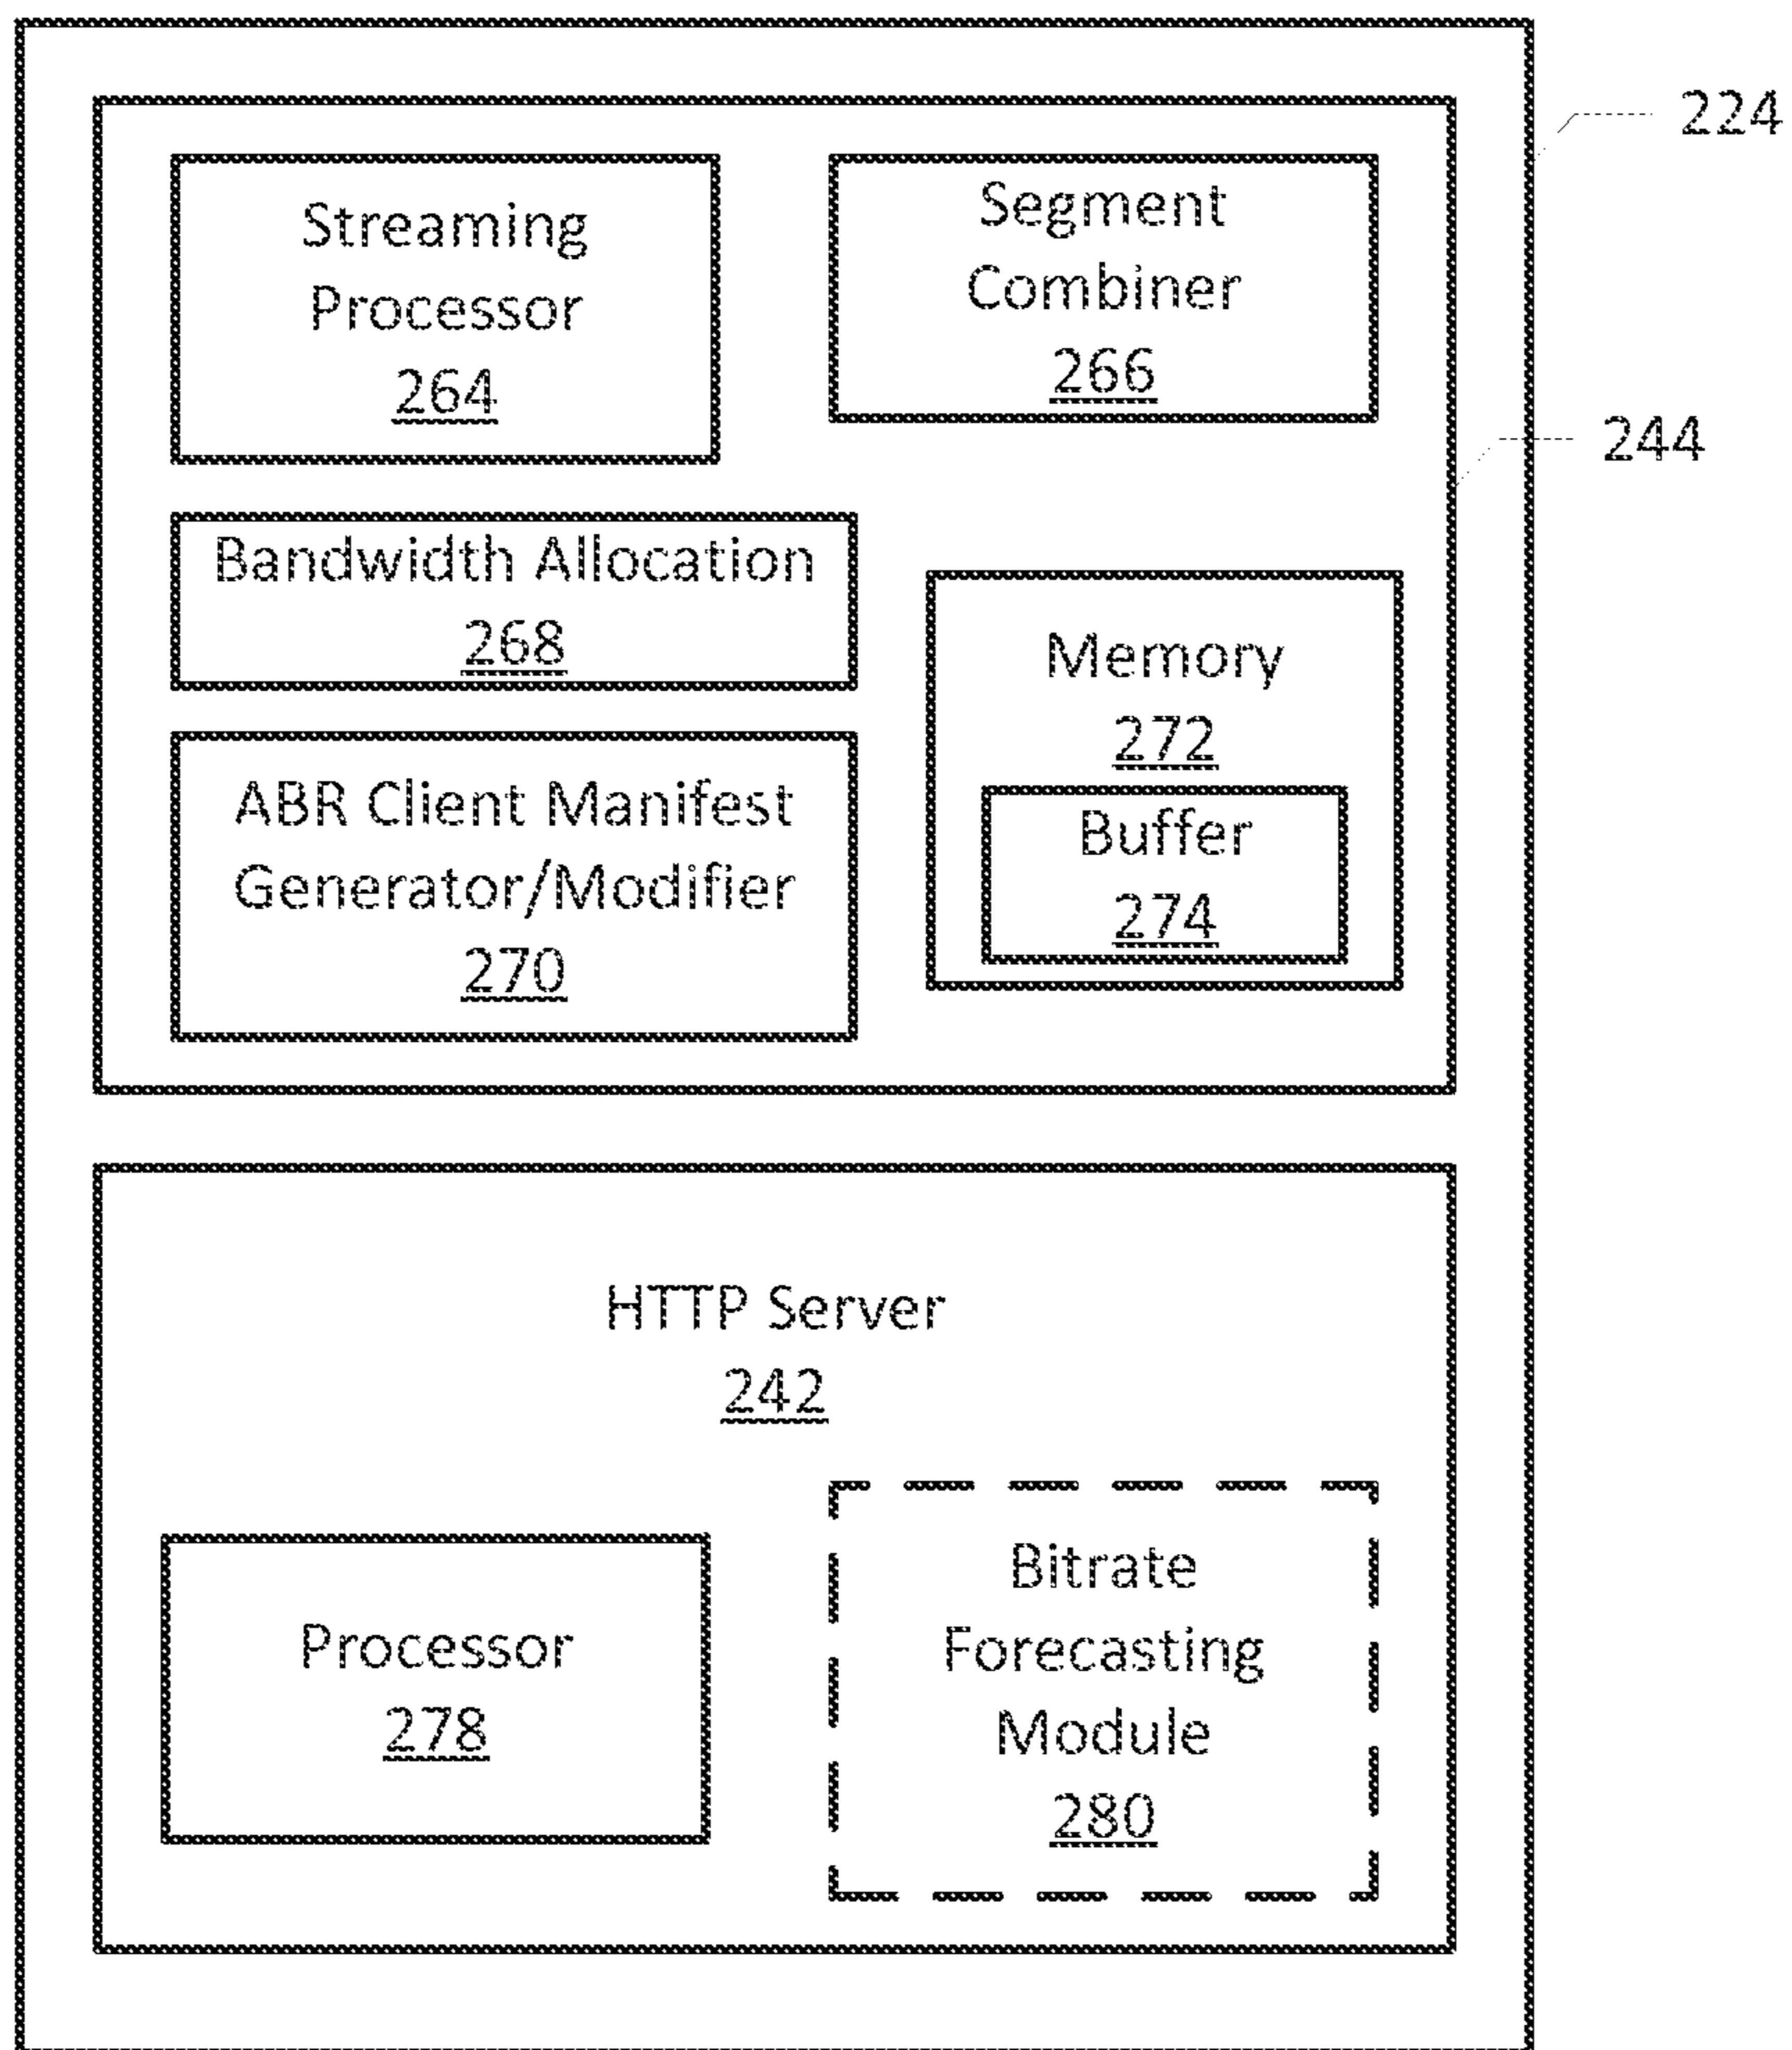 224
Streaming
Processor
264
Segment
Combiner
266
244
Bandwidth Allocation
268
Memory
272
Buffer
274
ABR Client Manifest
Generator/Modifier
270
HTTP Server
242
Processor
278
Bitrate
Forecasting
Module
280